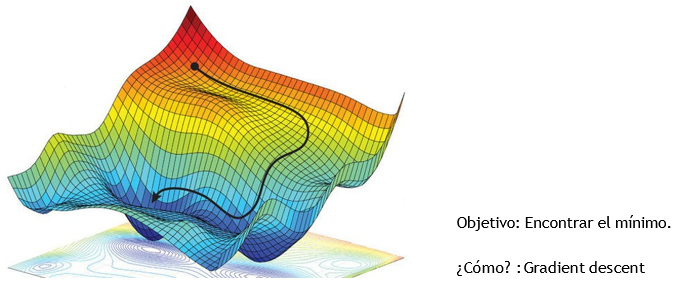 Objetivo: Encontrar el mínimo.
¿Cómo? : Gradient descent